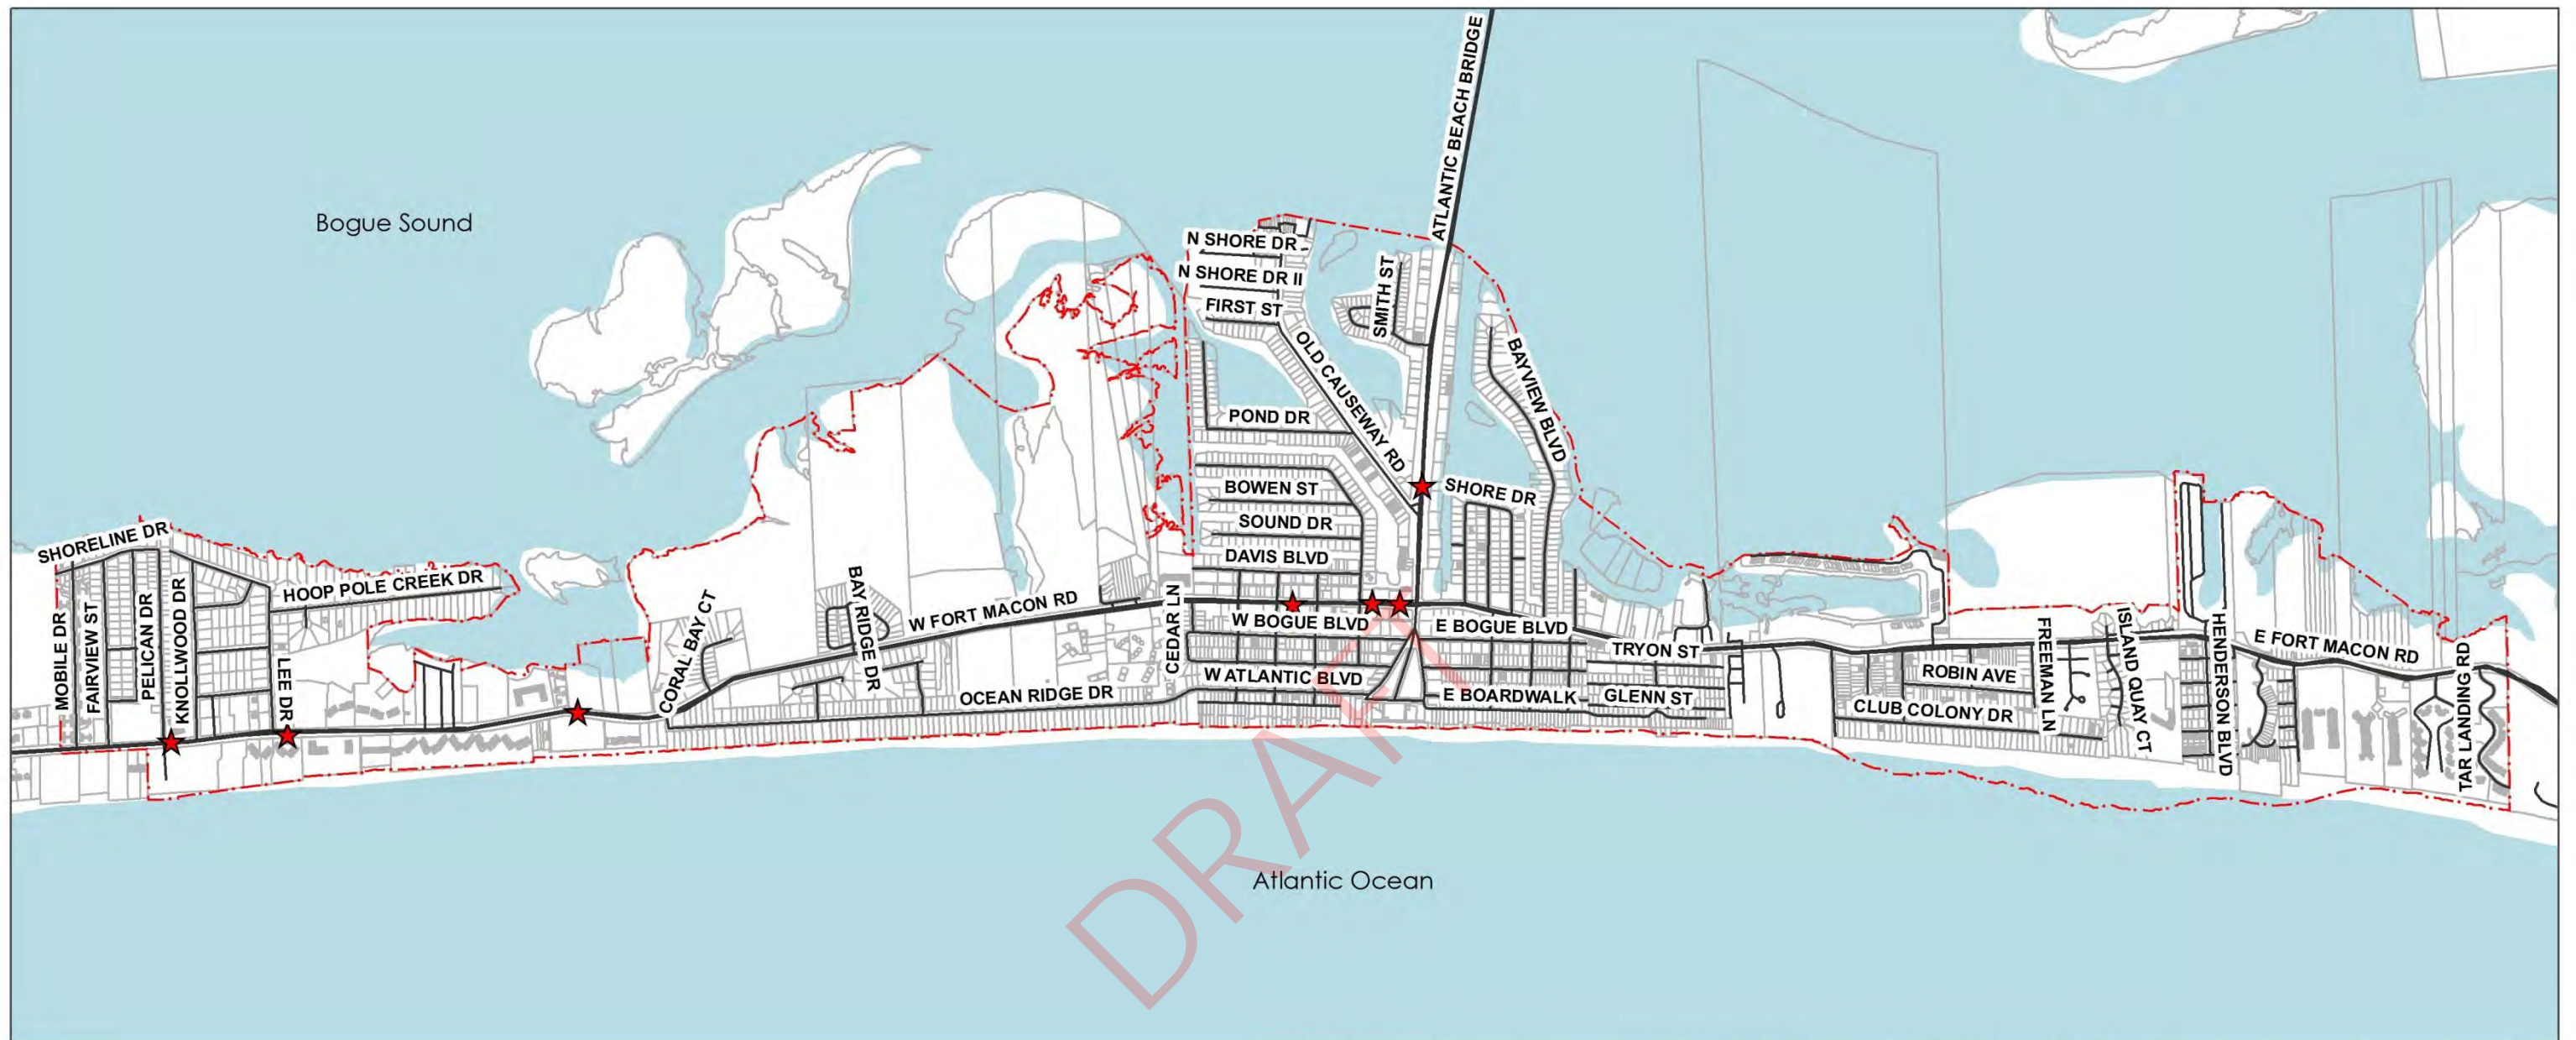 ATLANTIC BEACH BRIDGE
Bogue Sound
N SHORE DR
N SHORE DR II
FIRST ST
SMITH ST
OLD CAUSEWAY RD
BAYVIEW BLVD
POND DR
BOWEN ST
SHORE DR
SOUND DR
DAVIS BLVD
SHORELINE DR
HOOP POLE CREEK DR
MOBILE DR
FAIRVIEW ST
PELICAN DR
KNOLLWOOD DR
LEE DR
CORAL BAY CT
BAY RIDGE DR
W FORT MACON RD
CEDAR LN
W BOGUE BLVD
E BOGUE BLVD
TRYON ST
W ATLANTIC BLVD
OCEAN RIDGE DR
E BOARDWALK
GLENN ST
ROBIN AVE
CLUB COLONY DR
FREEMAN LN
ISLAND QUAY CT
HENDERSON BLVD
E FORT MACON RD
TAR LANDING RD
Atlantic Ocean
DRAFT